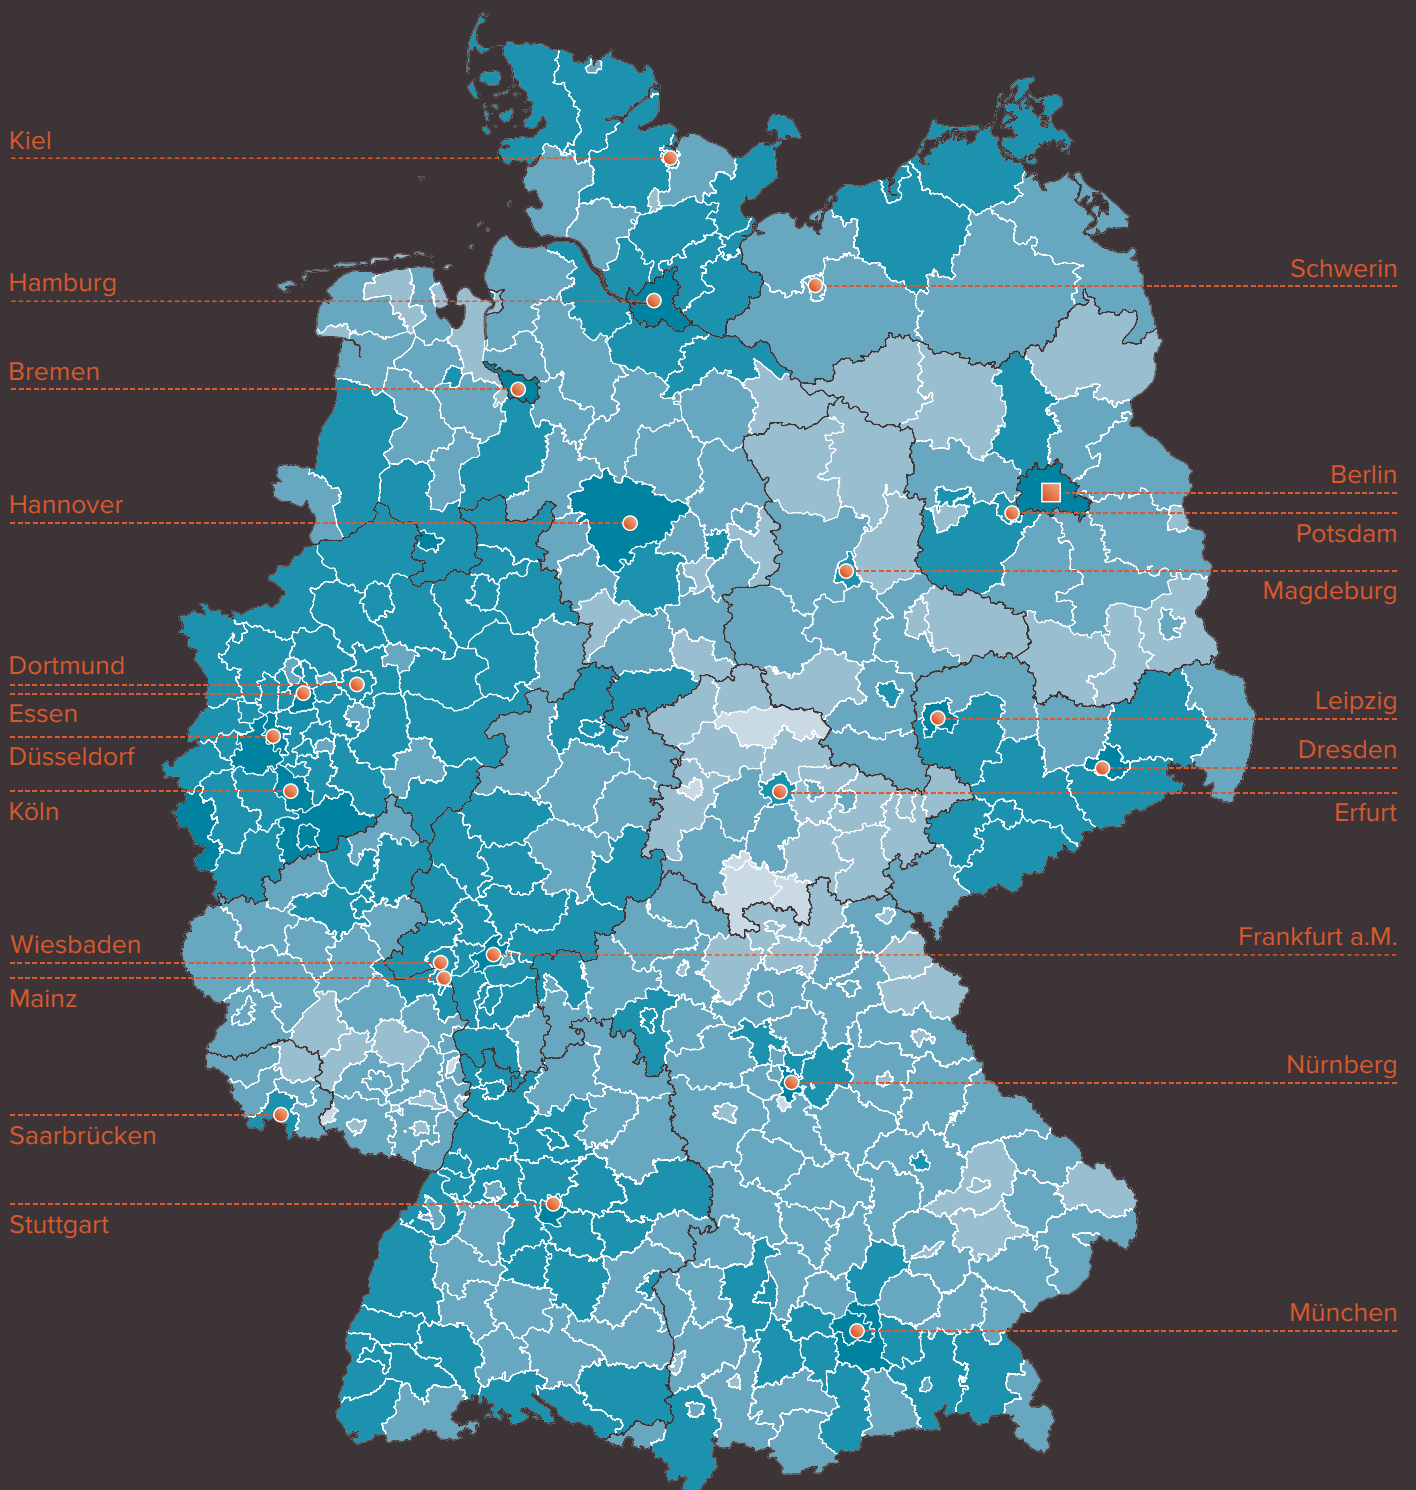 Kiel
Hamburg
Bremen
Hannover
Dortmund
Essen
Düsseldorf
Köln
Wiesbaden
Mainz
Saarbrücken
Stuttgart
Schwerin
Berlin
Potsdam
Magdeburg
Leipzig
Dresden
Erfurt
Frankfurt a.M.
Nürnberg
München